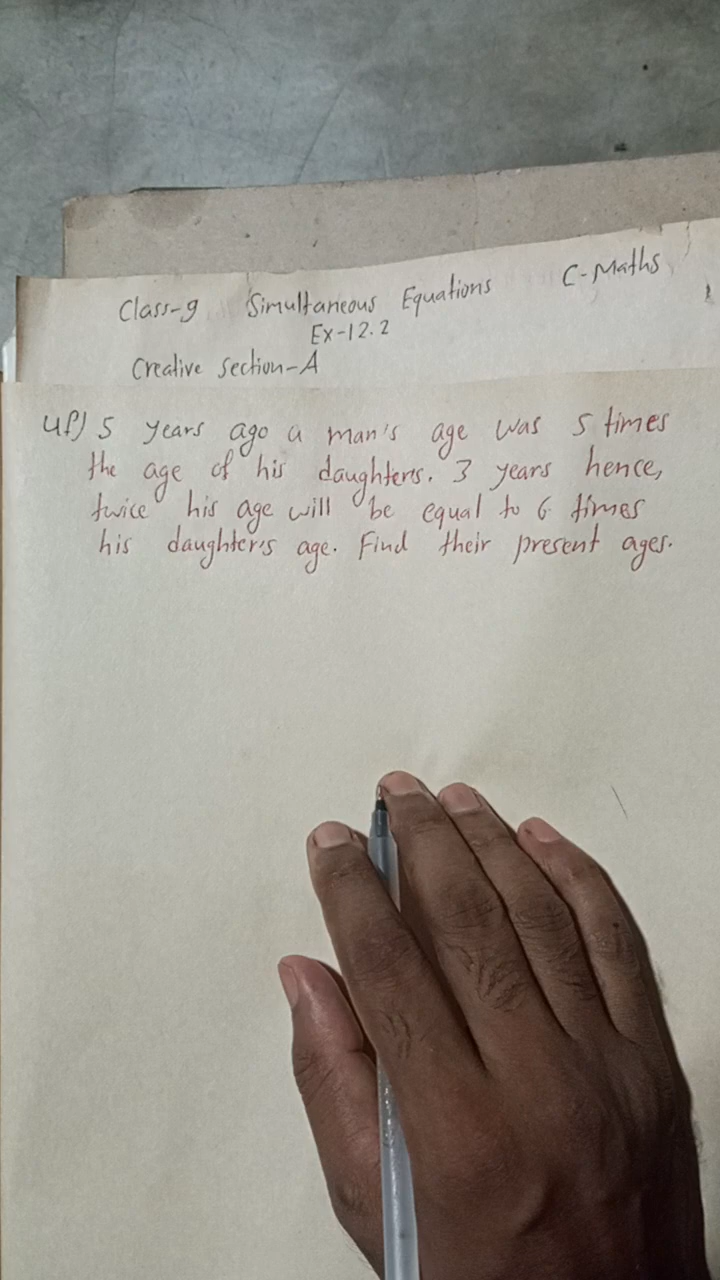 Class-9 Simultaneous Equations C-Maths
Ex-12.2
Creative Section-A
4f) 5 years ago a man's age was 5 times
the age of his daughters. 3 years hence,
twice his age will be equal to 6 times
his daughter's age. Find their present ages.